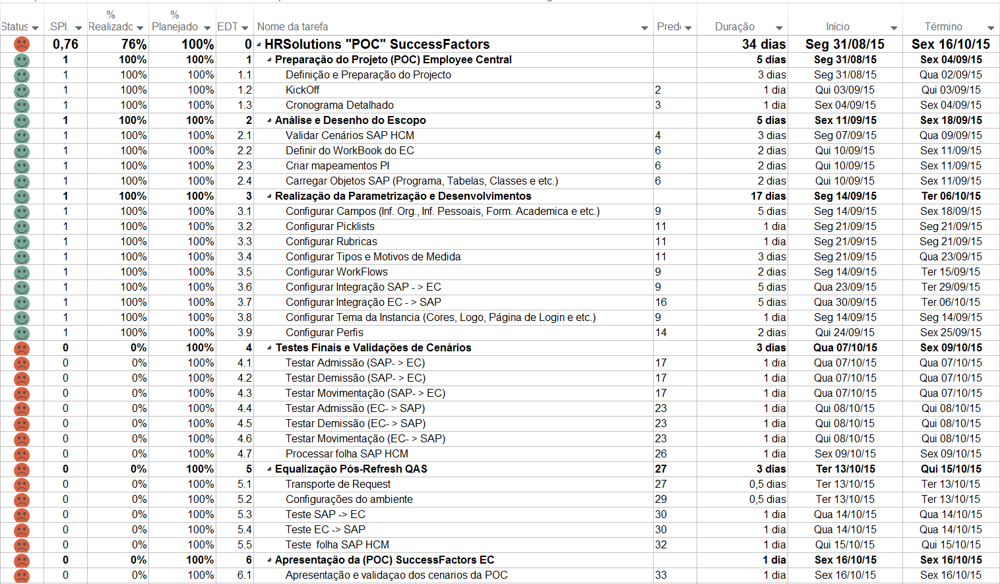 % %
Status .SPI. Realizado Planejado EDT Nome da tarefa Prede Duração Início Término
0,76 76% 100% 0 HRSolutions "POC" SuccessFactors 34 dias Seg 31/08/15 Sex 16/10/15
1 100% 100% 1 Preparação do Projeto (POC) Employee Central 5 dias Seg 31/08/15 Sex 04/09/15
1 100% 100% 1.1 Definição e Preparação do Projecto 3 dias Seg 31/08/15 Qua 02/09/15
1 100% 100% 1.2 KickOff 2 1 dia Qui 03/09/15 Qui 03/09/15
1 100% 100% 1.3 Cronograma Detalhado 3 1 dia Sex 04/09/15 Sex 04/09/15
1 100% 100% 2 Análise e Desenho do Escopo 5 dias Sex 11/09/15 Sex 18/09/15
1 100% 100% 2.1 Validar Cenários SAP HCM 4 3 dias Seg 07/09/15 Qua 09/09/15
1 100% 100% 2.2 Definir do WorkBook do EC 6 2 dias Qui 10/09/15 Sex 11/09/15
1 100% 100% 2.3 Criar mapeamentos PI 6 2 dias Qui 10/09/15 Sex 11/09/15
1 100% 100% 2.4 Carregar Objetos SAP (Programa, Tabelas, Classes e etc.) 6 2 dias Qui 10/09/15 Sex 11/09/15
1 100% 100% 3 Realização da Parametrização e Desenvolvimentos 17 dias Seg 14/09/15 Ter 06/10/15
1 100% 100% 3.1 Configurar Campos (Inf. Org., Inf. Pessoais, Form. Academica e etc.) 9 5 dias Seg 14/09/15 Sex 18/09/15
1 100% 100% 3.2 Configurar Picklists 11 1 dia Seg 21/09/15 Seg 21/09/15
1 100% 100% 3.3 Configurar Rubricas 11 1 dia Seg 21/09/15 Seg 21/09/15
1 100% 100% 3.4 Configurar Tipos e Motivos de Medida 11 3 dias Seg 21/09/15 Qua 23/09/15
1 100% 100% 3.5 Configurar WorkFlows 9 2 dias Seg 14/09/15 Ter 15/09/15
1 100% 100% 3.6 Configurar Integração SAP - > EC 9 5 dias Qua 23/09/15 Ter 29/09/15
1 100% 100% 3.7 Configurar Integração EC - > SAP 16 5 dias Qua 30/09/15 Ter 06/10/15
1 100% 100% 3.8 Configurar Tema da Instancia (Cores, Logo, Página de Login e etc.) 9 1 dia Seg 14/09/15 Seg 14/09/15
1 100% 100% 3.9 Configurar Perfis 14 2 dias Qui 24/09/15 Sex 25/09/15
0 0% 100% 4 Testes Finais e Validações de Cenários 3 dias Qua 07/10/15 Sex 09/10/15
0 0% 100% 4.1 Testar Admissão (SAP- > EC) 17 1 dia Qua 07/10/15 Qua 07/10/15
0 0% 100% 4.2 Testar Demissão (SAP- > EC) 17 1 dia Qua 07/10/15 Qua 07/10/15
0 0% 100% 4.3 Testar Movimentação (SAP- > EC) 17 1 dia Qua 07/10/15 Qua 07/10/15
0 0% 100% 4.4 Testar Admissão (EC- > SAP) 23 1 dia Qui 08/10/15 Qui 08/10/15
0 0% 100% 4.5 Testar Demissão (EC- > SAP) 23 1 dia Qui 08/10/15 Qui 08/10/15
0 0% 100% 4.6 Testar Movimentação (EC- > SAP) 23 1 dia Qui 08/10/15 Qui 08/10/15
0 0% 100% 4.7 Processar folha SAP HCM 26 1 dia Sex 09/10/15 Sex 09/10/15
0 0% 100% 5 Equalização Pós-Refresh QAS 27 3 dias Ter 13/10/15 Qui 15/10/15
0 0% 100% 5.1 Transporte de Request 27 0,5 dias Ter 13/10/15 Ter 13/10/15
0 0% 100% 5.2 Configurações do ambiente 29 0,5 dias Ter 13/10/15 Ter 13/10/15
0 0% 100% 5.3 Teste SAP -> EC 30 1 dia Qua 14/10/15 Qua 14/10/15
0 0% 100% 5.4 Teste EC -> SAP 30 1 dia Qua 14/10/15 Qua 14/10/15
0 0% 100% 5.5 Teste folha SAP HCM 32 1 dia Qui 15/10/15 Qui 15/10/15
0 0% 100% 6 Apresentação da (POC) SuccessFactors EC 1 dia Sex 16/10/15 Sex 16/10/15
0 0% 100% 6.1 Apresentação e validaçao dos cenarios da POC 33 1 dia Sex 16/10/15 Sex 16/10/15